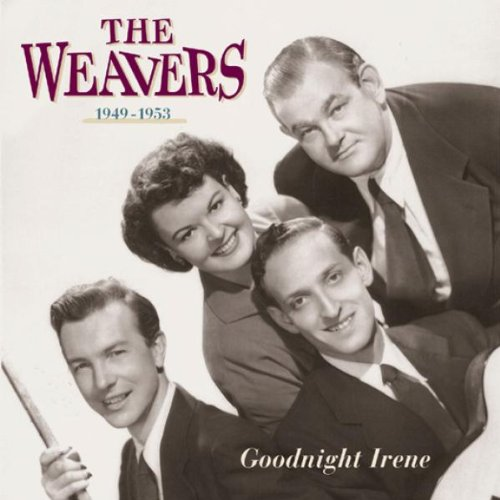 THE
WEAVERS
1949-1953
Goodnight Irene